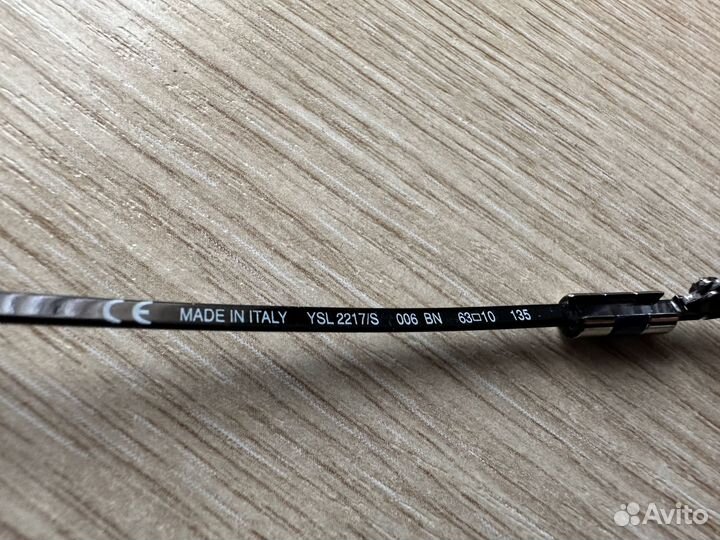 CE MADE IN ITALY YSL 2217/S 006 BN 63□10 135
Avito